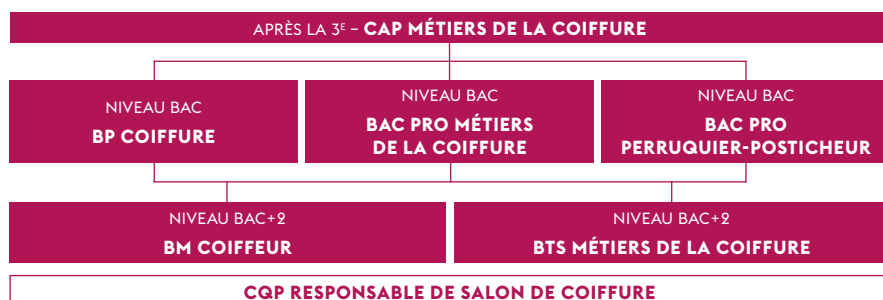 APRÈS LA 3E – CAP MÉTIERS DE LA COIFFURE
NIVEAU BAC
BP COIFFURE
NIVEAU BAC
BAC PRO MÉTIERS
DE LA COIFFURE
NIVEAU BAC
BAC PRO
PERRUQUIER-POSTICHEUR
NIVEAU BAC+2
BM COIFFEUR
NIVEAU BAC+2
BTS MÉTIERS DE LA COIFFURE
CQP RESPONSABLE DE SALON DE COIFFURE